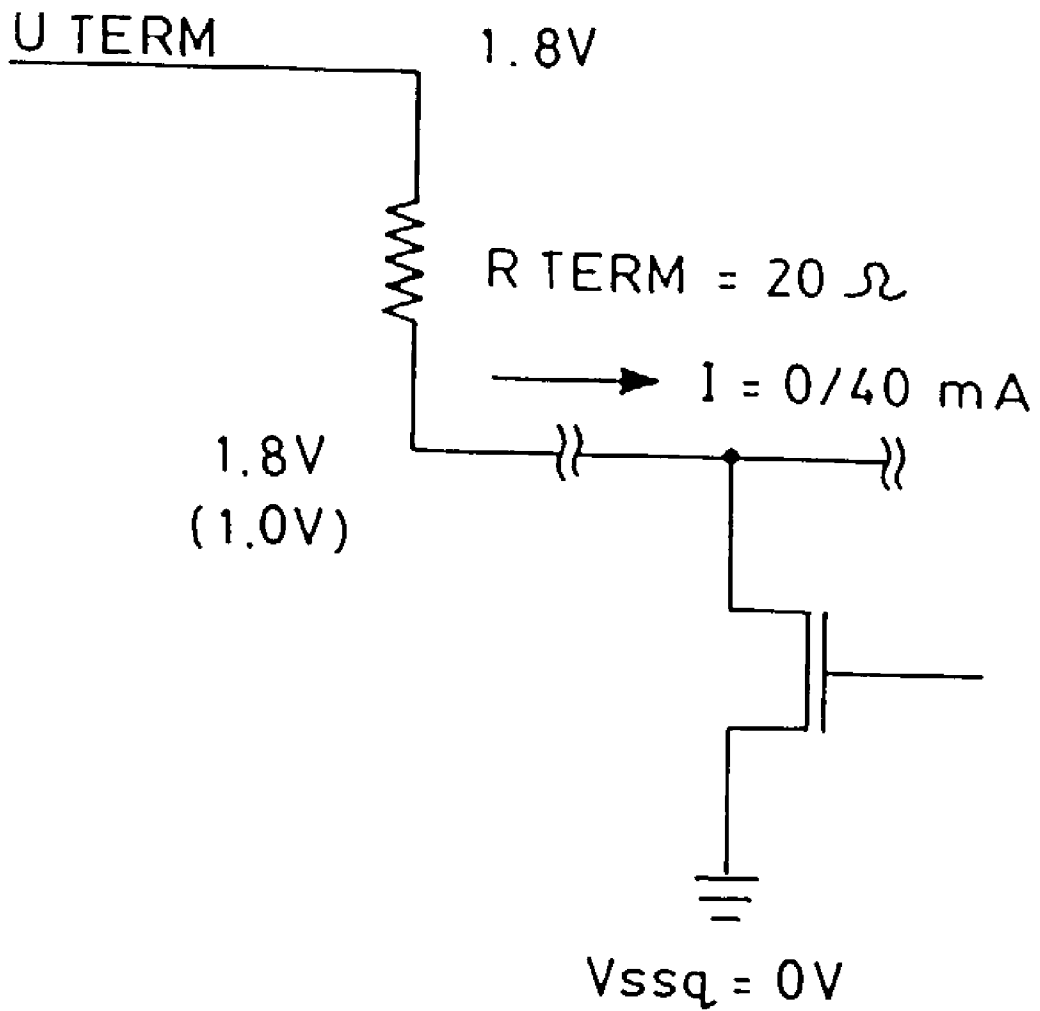 U TERM
1.8V
R TERM = 20 Ω
I = 0/40 mA
1.8V
(1.0V)
Vssq = 0V